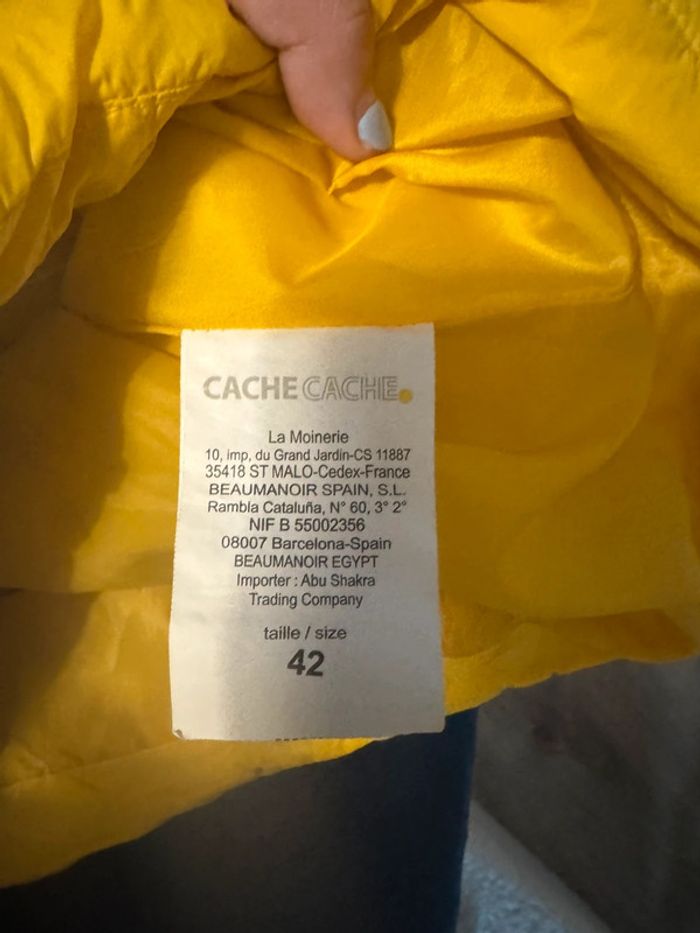 CACHE CACHE.
La Moinerie
10, imp. du Grand Jardin-CS 11887
35418 ST MALO-Cedex-France
BEAUMANOIR SPAIN, S.L.
Rambla Cataluña, N° 60, 3° 2°
NIF B 55002356
08007 Barcelona-Spain
BEAUMANOIR EGYPT
Importer : Abu Shakra
Trading Company
taille / size
42